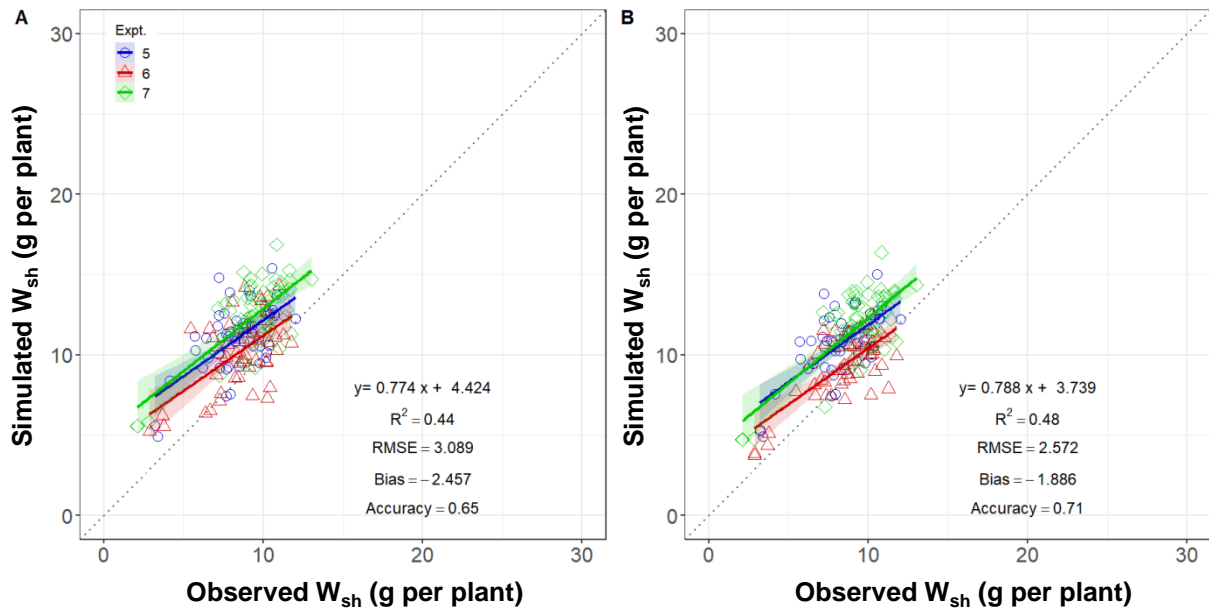 A
Expt.
5
6
7
30
20
10
0
Simulated Wsh (g per plant)
y= 0.774 x + 4.424
R2 = 0.44
RMSE = 3.089
Bias = −2.457
Accuracy = 0.65
0 10 20 30
Observed Wsh (g per plant)
B
30
20
10
0
Simulated Wsh (g per plant)
y= 0.788 x + 3.739
R2 = 0.48
RMSE = 2.572
Bias = −1.886
Accuracy = 0.71
0 10 20 30
Observed Wsh (g per plant)